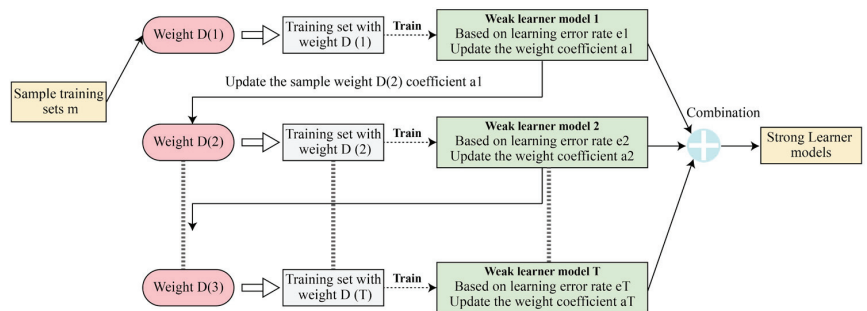 Sample training
sets m
Weight D(1)
Training set with
weight D (1)
Train
Weak learner model 1
Based on learning error rate e1
Update the weight coefficient a1
Update the sample weight D(2) coefficient a1
Weight D(2)
Training set with
weight D (2)
Train
Weak learner model 2
Based on learning error rate e2
Update the weight coefficient a2
Combination
Strong Learner
models
Weight D(3)
Training set with
weight D (T)
Train
Weak learner model T
Based on learning error rate eT
Update the weight coefficient aT